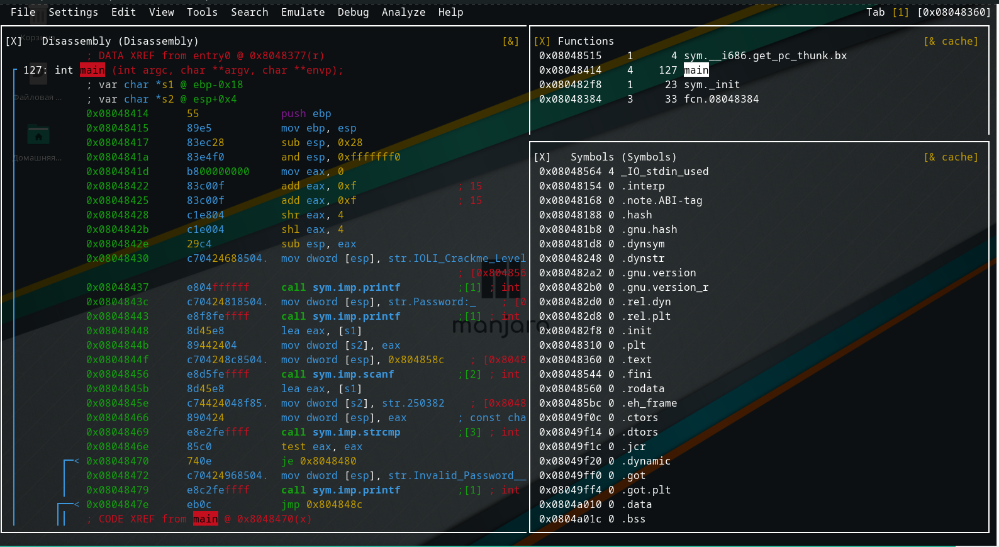 File Settings Edit View Tools Search Emulate Debug Analyze Help Tab [1] [0x08048360]
[X] Disassembly (Disassembly) [&]
; DATA XREF from entry0 @ 0x8048377(r)
127: int main (int argc, char **argv, char **envp);
; var char *s1 @ ebp-0x18
; var char *s2 @ esp+0x4
0x08048414 55 push ebp
0x08048415 89e5 mov ebp, esp
0x08048417 83ec28 sub esp, 0x28
0x0804841a 83e4f0 and esp, 0xfffffff0
0x0804841d b800000000 mov eax, 0
0x08048422 83c00f add eax, 0xf ; 15
0x08048425 83c00f add eax, 0xf ; 15
0x08048428 c1e804 shr eax, 4
0x0804842b c1e004 shl eax, 4
0x0804842e 29c4 sub esp, eax
0x08048430 c70424688504. mov dword [esp], str.IOLI_Crackme_Level
; [0x804856
0x08048437 e804ffffff call sym.imp.printf ;[1] ; int
0x0804843c c70424818504. mov dword [esp], str.Password:_ ; [0
0x08048443 e8f8feffff call sym.imp.printf ;[1] ; int
0x08048448 8d45e8 lea eax, [s1]
0x0804844b 89442404 mov dword [s2], eax
0x0804844f c704248c8504. mov dword [esp], 0x804858c ; [0x8048
0x08048456 e8d5feffff call sym.imp.scanf ;[2] ; int
0x0804845b 8d45e8 lea eax, [s1]
0x0804845e c74424048f85. mov dword [s2], str.250382 ; [0x8048
0x08048466 890424 mov dword [esp], eax ; const cha
0x08048469 e8e2feffff call sym.imp.strcmp ;[3] ; int
0x0804846e 85c0 test eax, eax
< 0x08048470 740e je 0x8048480
0x08048472 c70424968504. mov dword [esp], str.Invalid_Password__
0x08048479 e8c2feffff call sym.imp.printf ;[1] ; int
< 0x0804847e eb0c jmp 0x804848c
; CODE XREF from main @ 0x8048470(x)
[X] Functions [& cache]
0x08048515 1 4 sym.__i686.get_pc_thunk.bx
0x08048414 4 127 main
0x080482f8 1 23 sym._init
0x08048384 3 33 fcn.08048384
[X] Symbols (Symbols) [& cache]
0x08048564 4 _IO_stdin_used
0x08048154 0 .interp
0x08048168 0 .note.ABI-tag
0x08048188 0 .hash
0x080481b8 0 .gnu.hash
0x080481d8 0 .dynsym
0x08048248 0 .dynstr
0x080482a2 0 .gnu.version
0x080482b0 0 .gnu.version_r
0x080482d0 0 .rel.dyn
0x080482d8 0 .rel.plt
0x080482f8 0 .init
0x08048310 0 .plt
0x08048360 0 .text
0x08048544 0 .fini
0x08048560 0 .rodata
0x080485bc 0 .eh_frame
0x08049f0c 0 .ctors
0x08049f14 0 .dtors
0x08049f1c 0 .jcr
0x08049f20 0 .dynamic
0x08049ff0 0 .got
0x08049ff4 0 .got.plt
0x0804a010 0 .data
0x0804a01c 0 .bss
Корзина
Файловая ...
Домашняя...
manjaro